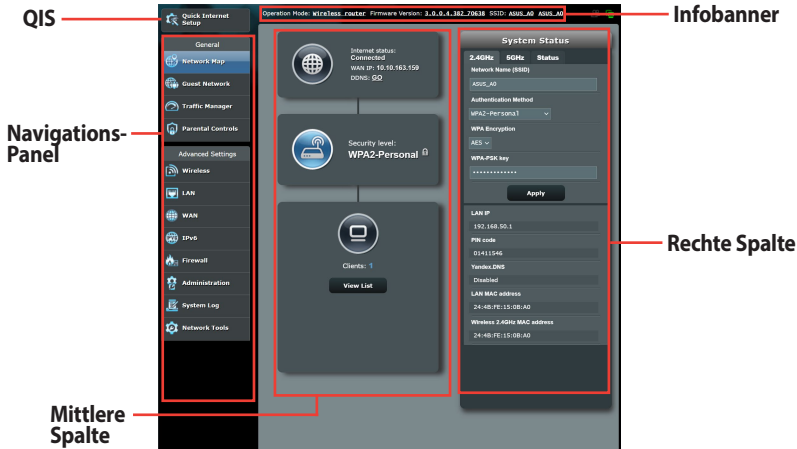 QIS
Quick Internet
Setup
Operation Mode: Wireless router Firmware Version: 3.0.0.4.382_70638 SSID: ASUS_A0 ASUS_A0
Infobanner
Navigations-
Panel
General
Network Map
Guest Network
Traffic Manager
Parental Controls
Advanced Settings
Wireless
LAN
WAN
IPv6
Firewall
Administration
System Log
Network Tools
Internet status:
Connected
WAN IP: 10.10.163.159
DDNS: GO
Security level:
WPA2-Personal
Clients: 1
View List
Mittlere
Spalte
System Status
2.4GHz 5GHz Status
Network Name (SSID)
ASUS_A0
Authentication Method
WPA2-Personal
WPA Encryption
AES
WPA-PSK key
•••••••••••••
Apply
LAN IP
192.168.50.1
PIN code
01411546
Yandex.DNS
Disabled
LAN MAC address
24:4B:FE:15:0B:A0
Wireless 2.4GHz MAC address
24:4B:FE:15:0B:A0
Rechte Spalte